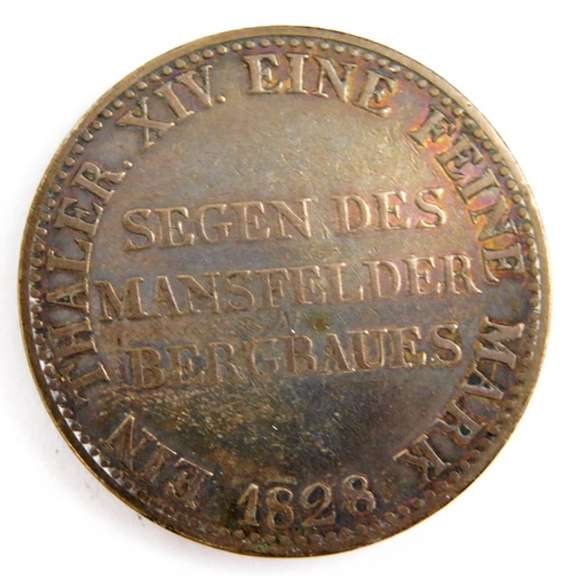 EIN THALER. XIV. EINE FEINE MARK
SEGEN DES
MANSFELDER
BERGBAUES
1828